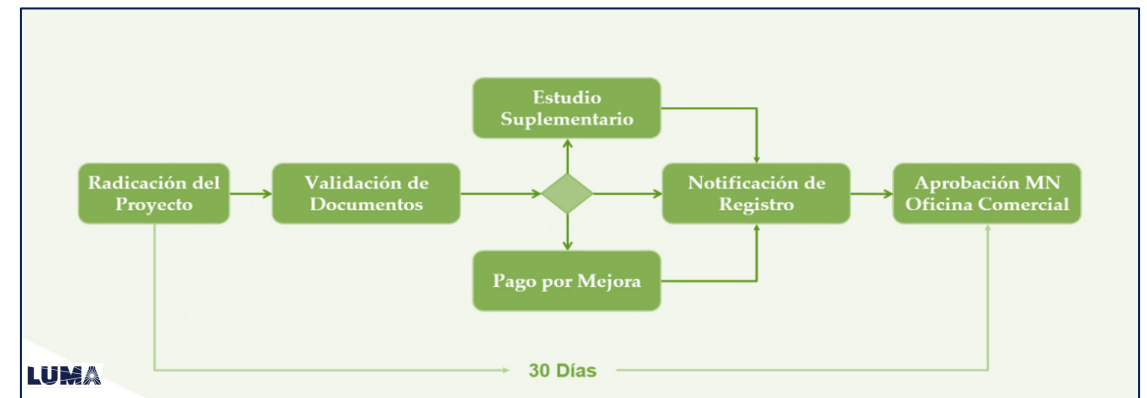 Estudio
Suplementario
Radicación del
Proyecto
Validación de
Documentos
Notificación de
Registro
Aprobación MN
Oficina Comercial
Pago por Mejora
30 Días
LUMA